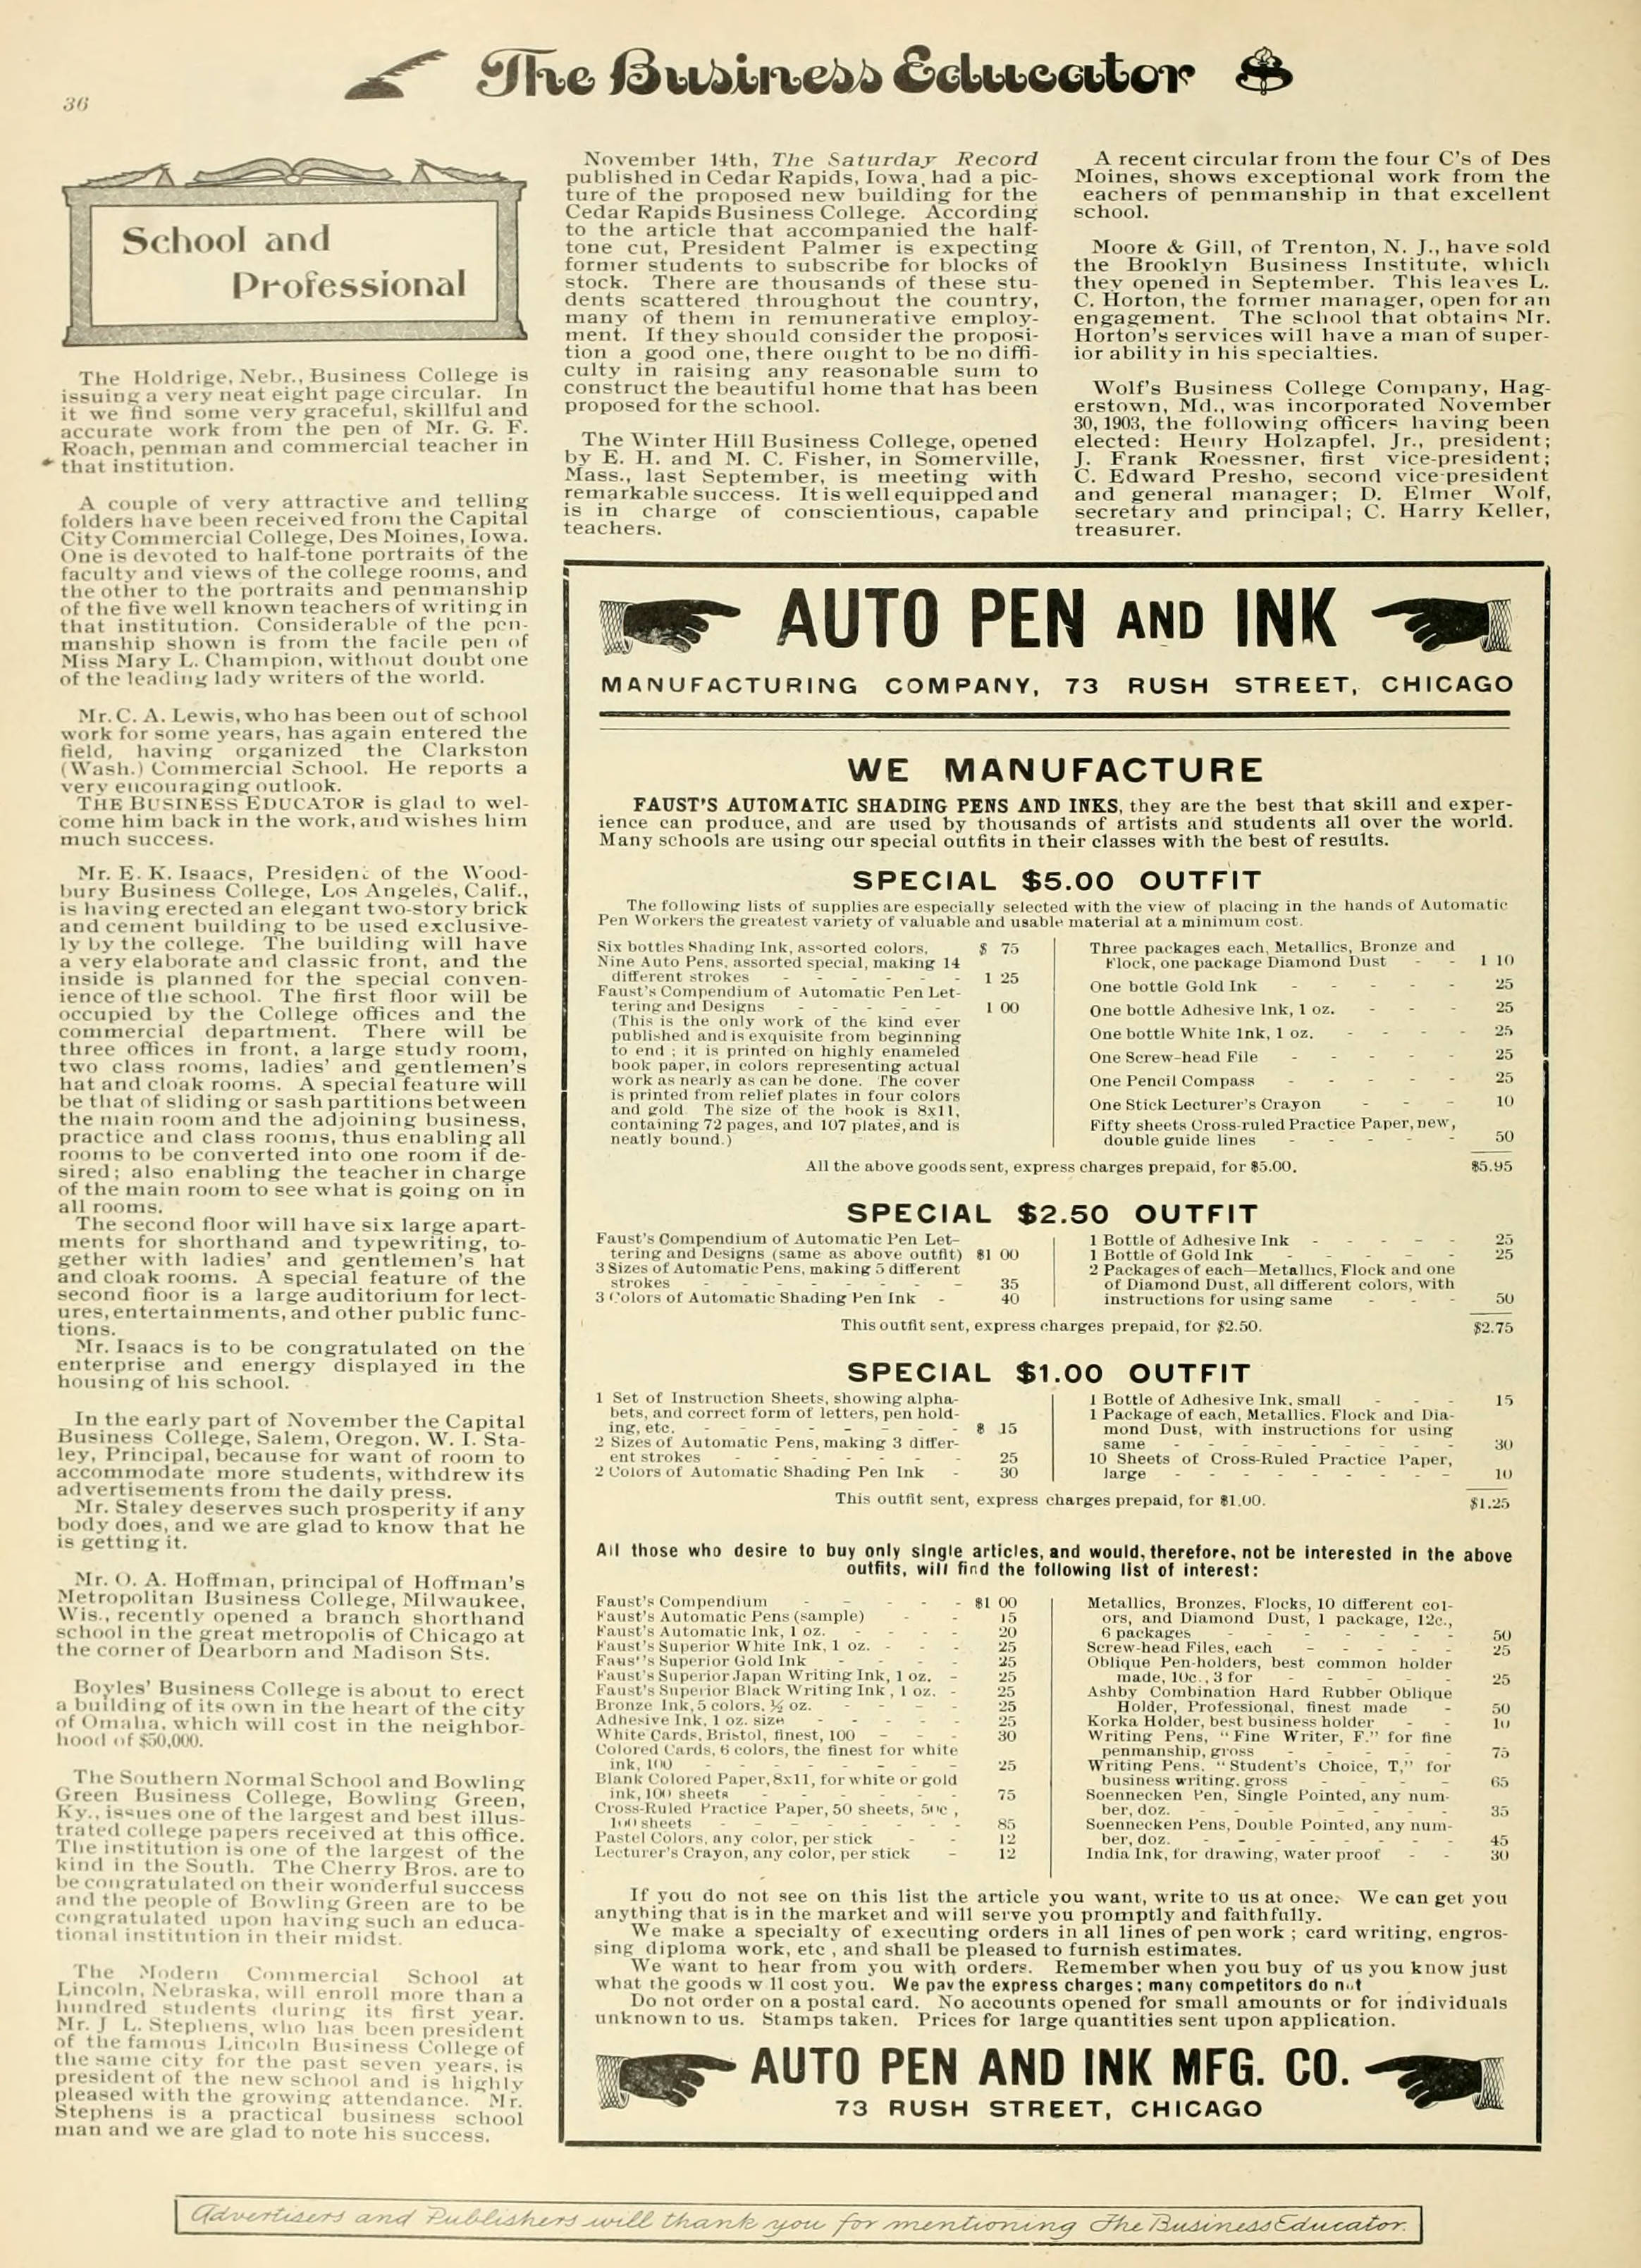 36
The Business Educator
School and
Professional
The Holdrige, Nebr., Business College is
issuing a very neat eight page circular. In
it we find some very graceful, skillful and
accurate work from the pen of Mr. G. F.
Roach, penman and commercial teacher in
that institution.
A couple of very attractive and telling
folders have been received from the Capital
City Commercial College, Des Moines, Iowa.
One is devoted to half-tone portraits of the
faculty and views of the college rooms, and
the other to the portraits and penmanship
of the five well known teachers of writing in
that institution. Considerable of the pen-
manship shown is from the facile pen of
Miss Mary L. Champion, without doubt one
of the leading lady writers of the world.
Mr. C. A. Lewis, who has been out of school
work for some years, has again entered the
field, having organized the Clarkston
(Wash.) Commercial School. He reports a
very encouraging outlook.
THE BUSINESS EDUCATOR is glad to wel-
come him back in the work, and wishes him
much success.
Mr. E. K. Isaacs, President of the Wood-
bury Business College, Los Angeles, Calif.,
is having erected an elegant two-story brick
and cement building to be used exclusive-
ly by the college. The building will have
a very elaborate and classic front, and the
inside is planned for the special conven-
ience of the school. The first floor will be
occupied by the College offices and the
commercial department. There will be
three offices in front, a large study room,
two class rooms, ladies' and gentlemen's
hat and cloak rooms. A special feature will
be that of sliding or sash partitions between
the main room and the adjoining business,
practice and class rooms, thus enabling all
rooms to be converted into one room if de-
sired; also enabling the teacher in charge
of the main room to see what is going on in
all rooms.
The second floor will have six large apart-
ments for shorthand and typewriting, to-
gether with ladies' and gentlemen's hat
and cloak rooms. A special feature of the
second floor is a large auditorium for lect-
ures, entertainments, and other public func-
tions.
Mr. Isaacs is to be congratulated on the
enterprise and energy displayed in the
housing of his school.
In the early part of November the Capital
Business College, Salem, Oregon, W. I. Sta-
ley, Principal, because for want of room to
accommodate more students, withdrew its
advertisements from the daily press.
Mr. Staley deserves such prosperity if any
body does, and we are glad to know that he
is getting it.
Mr. O. A. Hoffman, principal of Hoffman's
Metropolitan Business College, Milwaukee,
Wis., recently opened a branch shorthand
school in the great metropolis of Chicago at
the corner of Dearborn and Madison Sts.
Boyles' Business College is about to erect
a building of its own in the heart of the city
of Omaha, which will cost in the neighbor-
hood of $50,000.
The Southern Normal School and Bowling
Green Business College, Bowling Green,
Ky., issues one of the largest and best illus-
trated college papers received at this office.
The institution is one of the largest of the
kind in the South. The Cherry Bros. are to
be congratulated on their wonderful success
and the people of Bowling Green are to be
congratulated upon having such an educa-
tional institution in their midst.
The Modern Commercial School at
Lincoln, Nebraska, will enroll more than a
hundred students during its first year.
Mr. J L. Stephens, who has been president
of the famous Lincoln Business College of
the same city for the past seven years, is
president of the new school and is highly
pleased with the growing attendance. Mr.
Stephens is a practical business school
man and we are glad to note his success.
November 14th, The Saturday Record
published in Cedar Rapids, Iowa, had a pic-
ture of the proposed new building for the
Cedar Rapids Business College. According
to the article that accompanied the half-
tone cut, President Palmer is expecting
former students to subscribe for blocks of
stock. There are thousands of these stu-
dents scattered throughout the country,
many of them in remunerative employ-
ment. If they should consider the proposi-
tion a good one, there ought to be no diffi-
culty in raising any reasonable sum to
construct the beautiful home that has been
proposed for the school.
The Winter Hill Business College, opened
by E. H. and M. C. Fisher, in Somerville,
Mass., last September, is meeting with
remarkable success. It is well equipped and
is in charge of conscientious, capable
teachers.
A recent circular from the four C's of Des
Moines, shows exceptional work from the
eachers of penmanship in that excellent
school.
Moore & Gill, of Trenton, N. J., have sold
the Brooklyn Business Institute, which
they opened in September. This leaves L.
C. Horton, the former manager, open for an
engagement. The school that obtains Mr.
Horton's services will have a man of super-
ior ability in his specialties.
Wolf's Business College Company, Hag-
erstown, Md., was incorporated November
30, 1903, the following officers having been
elected: Henry Holzapfel, Jr., president;
J. Frank Roessner, first vice-president;
C. Edward Presho, second vice-president
and general manager; D. Elmer Wolf,
secretary and principal; C. Harry Keller,
treasurer.
AUTO PEN AND INK
MANUFACTURING COMPANY, 73 RUSH STREET, CHICAGO
WE MANUFACTURE
FAUST'S AUTOMATIC SHADING PENS AND INKS, they are the best that skill and exper-
ience can produce, and are used by thousands of artists and students all over the world.
Many schools are using our special outfits in their classes with the best of results.
SPECIAL $5.00 OUTFIT
The following lists of supplies are especially selected with the view of placing in the hands of Automatic
Pen Workers the greatest variety of valuable and usable material at a minimum cost.
Six bottles Shading Ink, assorted colors, $ 75
Nine Auto Pens, assorted special, making 14
different strokes - - - - - - 1 25
Faust's Compendium of Automatic Pen Let-
tering and Designs - - - - - 1 00
(This is the only work of the kind ever
published and is exquisite from beginning
to end; it is printed on highly enameled
book paper, in colors representing actual
work as nearly as can be done. The cover
is printed from relief plates in four colors
and gold. The size of the book is 8x11,
containing 72 pages, and 107 plates, and is
neatly bound.)
Three packages each, Metallics, Bronze and
Flock, one package Diamond Dust - - 1 10
One bottle Gold Ink - - - - - 25
One bottle Adhesive Ink, 1 oz. - - - 25
One bottle White Ink, 1 oz. - - - - 25
One Screw-head File - - - - - 25
One Pencil Compass - - - - - 25
One Stick Lecturer's Crayon - - - 10
Fifty sheets Cross-ruled Practice Paper, new,
double guide lines - - - - - 50
All the above goods sent, express charges prepaid, for $5.00. $5.95
SPECIAL $2.50 OUTFIT
Faust's Compendium of Automatic Pen Let-
tering and Designs (same as above outfit) $1 00
3 Sizes of Automatic Pens, making 5 different
strokes - - - - - - - - 35
3 Colors of Automatic Shading Pen Ink - 40
1 Bottle of Adhesive Ink - - - - - 25
1 Bottle of Gold Ink - - - - - - 25
2 Packages of each—Metallics, Flock and one
of Diamond Dust, all different colors, with
instructions for using same - - - 50
This outfit sent, express charges prepaid, for $2.50. $2.75
SPECIAL $1.00 OUTFIT
1 Set of Instruction Sheets, showing alpha-
bets, and correct form of letters, pen hold-
ing, etc. - - - - - - - - $ .15
2 Sizes of Automatic Pens, making 3 differ-
ent strokes - - - - - - 25
2 Colors of Automatic Shading Pen Ink - 30
1 Bottle of Adhesive Ink, small - - - 15
1 Package of each, Metallics, Flock and Dia-
mond Dust, with instructions for using
same - - - - - - - - 30
10 Sheets of Cross-Ruled Practice Paper,
large - - - - - - - - 10
This outfit sent, express charges prepaid, for $1.00. $1.25
All those who desire to buy only single articles, and would, therefore, not be interested in the above
outfits, will find the following list of interest:
Faust's Compendium - - - - - $1 00
Faust's Automatic Pens (sample) - - 15
Faust's Automatic Ink, 1 oz. - - - - 20
Faust's Superior White Ink, 1 oz. - - - 25
Faust's Superior Gold Ink - - - - 25
Faust's Superior Japan Writing Ink, 1 oz. - 25
Faust's Superior Black Writing Ink, 1 oz. - 25
Bronze Ink, 5 colors, ½ oz. - - - - 25
Adhesive Ink, 1 oz. size - - - - - 25
White Cards, Bristol, finest, 100 - - - 30
Colored Cards, 6 colors, the finest for white
ink, 100 - - - - - - - 25
Blank Colored Paper, 8x11, for white or gold
ink, 100 sheets - - - - - - 75
Cross-Ruled Practice Paper, 50 sheets, 50c,
100 sheets - - - - - - - 85
Pastel Colors, any color, per stick - - 12
Lecturer's Crayon, any color, per stick - 12
Metallics, Bronzes, Flocks, 10 different col-
ors, and Diamond Dust, 1 package, 12c.,
6 packages - - - - - - - 50
Screw-head Files, each - - - - - 25
Oblique Pen-holders, best common holder
made, 10c., 3 for - - - - - 25
Ashby Combination Hard Rubber Oblique
Holder, Professional, finest made - 50
Korka Holder, best business holder - - 10
Writing Pens, "Fine Writer, F." for fine
penmanship, gross - - - - - 75
Writing Pens, "Student's Choice, T," for
business writing, gross - - - - 65
Soennecken Pen, Single Pointed, any num-
ber, doz. - - - - - - - 35
Soennecken Pens, Double Pointed, any num-
ber, doz. - - - - - - - 45
India Ink, for drawing, water proof - - 30
If you do not see on this list the article you want, write to us at once. We can get you
anything that is in the market and will serve you promptly and faithfully.
We make a specialty of executing orders in all lines of pen work; card writing, engros-
sing diploma work, etc, and shall be pleased to furnish estimates.
We want to hear from you with orders. Remember when you buy of us you know just
what the goods w ll cost you. We pay the express charges; many competitors do not
Do not order on a postal card. No accounts opened for small amounts or for individuals
unknown to us. Stamps taken. Prices for large quantities sent upon application.
AUTO PEN AND INK MFG. CO.
73 RUSH STREET, CHICAGO
Advertisers and Publishers will thank you for mentioning The Business Educator.